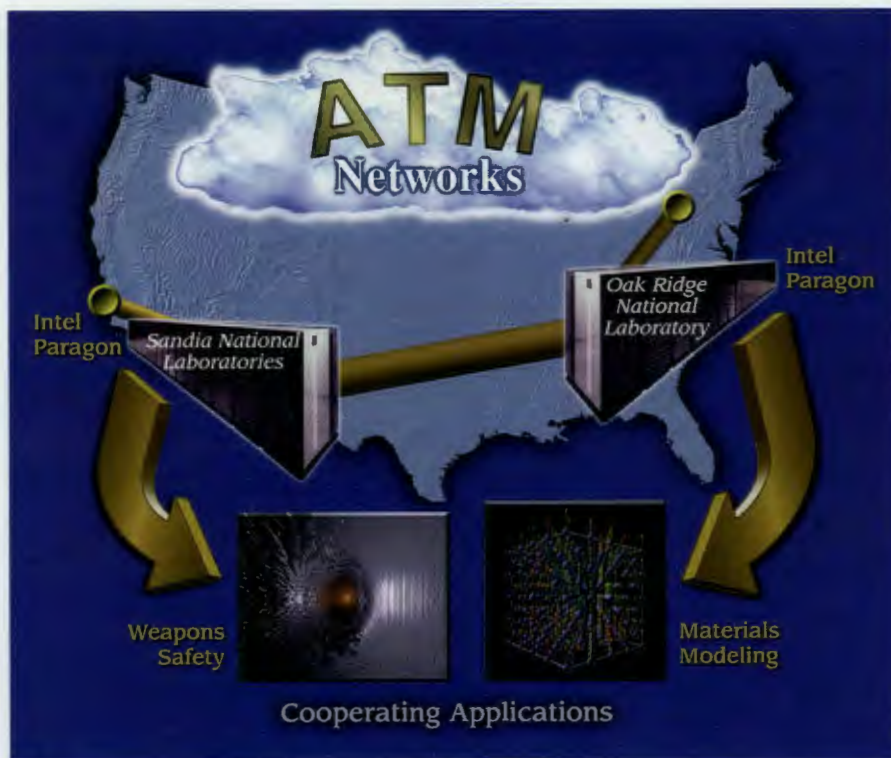 ATM
Networks
Intel
Paragon
Oak Ridge
National
Laboratory
Intel
Paragon
Sandia National
Laboratories
Weapons
Safety
Materials
Modeling
Cooperating Applications